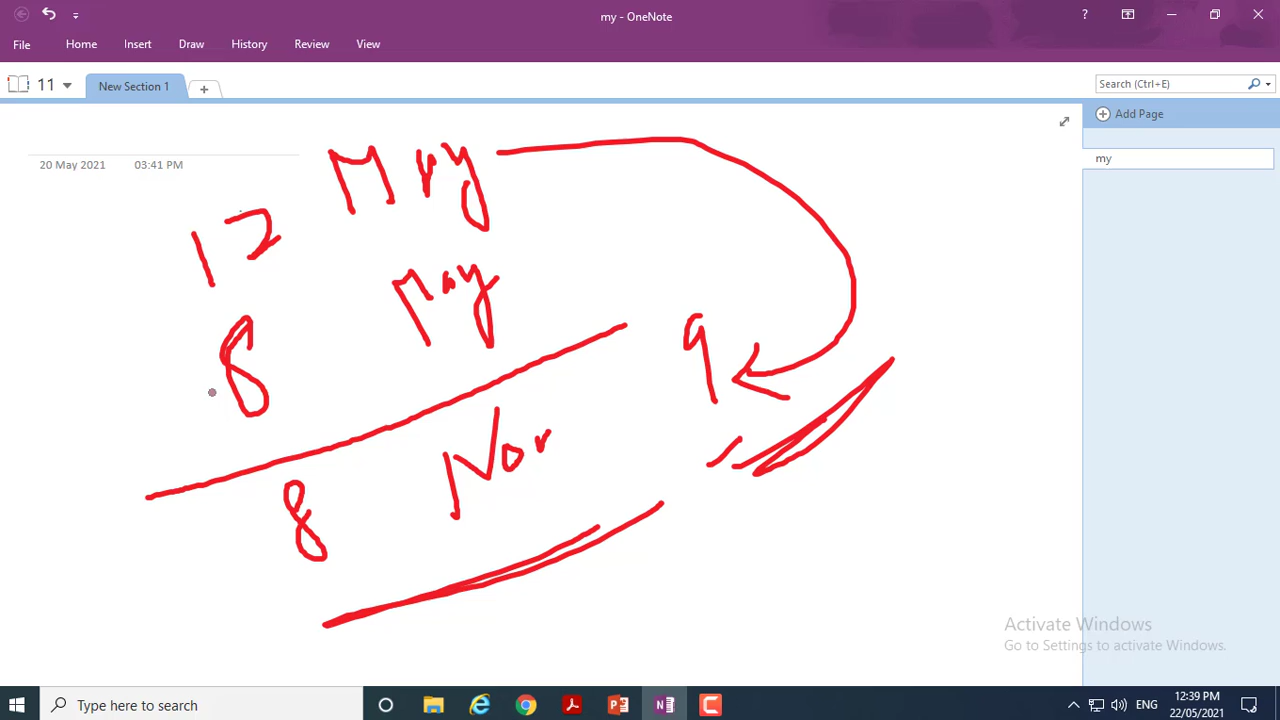 my - OneNote
?
File Home Insert Draw History Review View
11 New Section 1 +
Search (Ctrl+E)
Add Page
my
20 May 2021 03:41 PM
May
12
May
8
9
Nov
8
Activate Windows
Go to Settings to activate Windows.
Type here to search
ENG
12:39 PM
22/05/2021